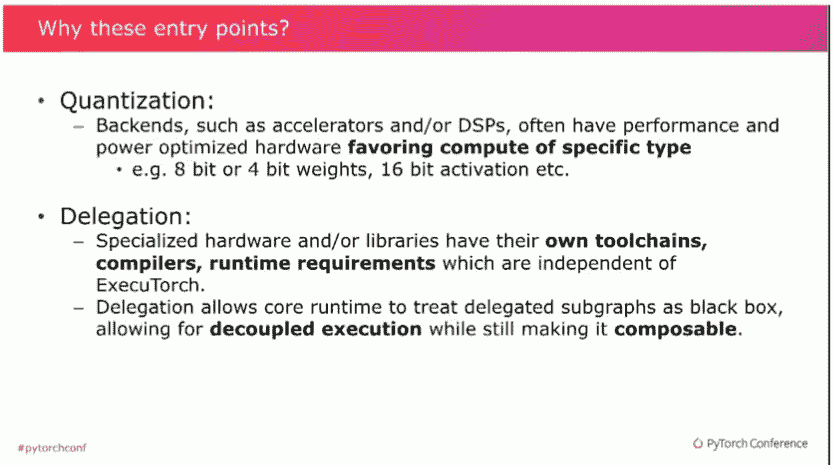 Why these entry points?
• Quantization:
– Backends, such as accelerators and/or DSPs, often have performance and
power optimized hardware favoring compute of specific type
• e.g. 8 bit or 4 bit weights, 16 bit activation etc.
• Delegation:
– Specialized hardware and/or libraries have their own toolchains,
compilers, runtime requirements which are independent of
ExecuTorch.
– Delegation allows core runtime to treat delegated subgraphs as black box,
allowing for decoupled execution while still making it composable.
#pytorchconf
PyTorch Conference